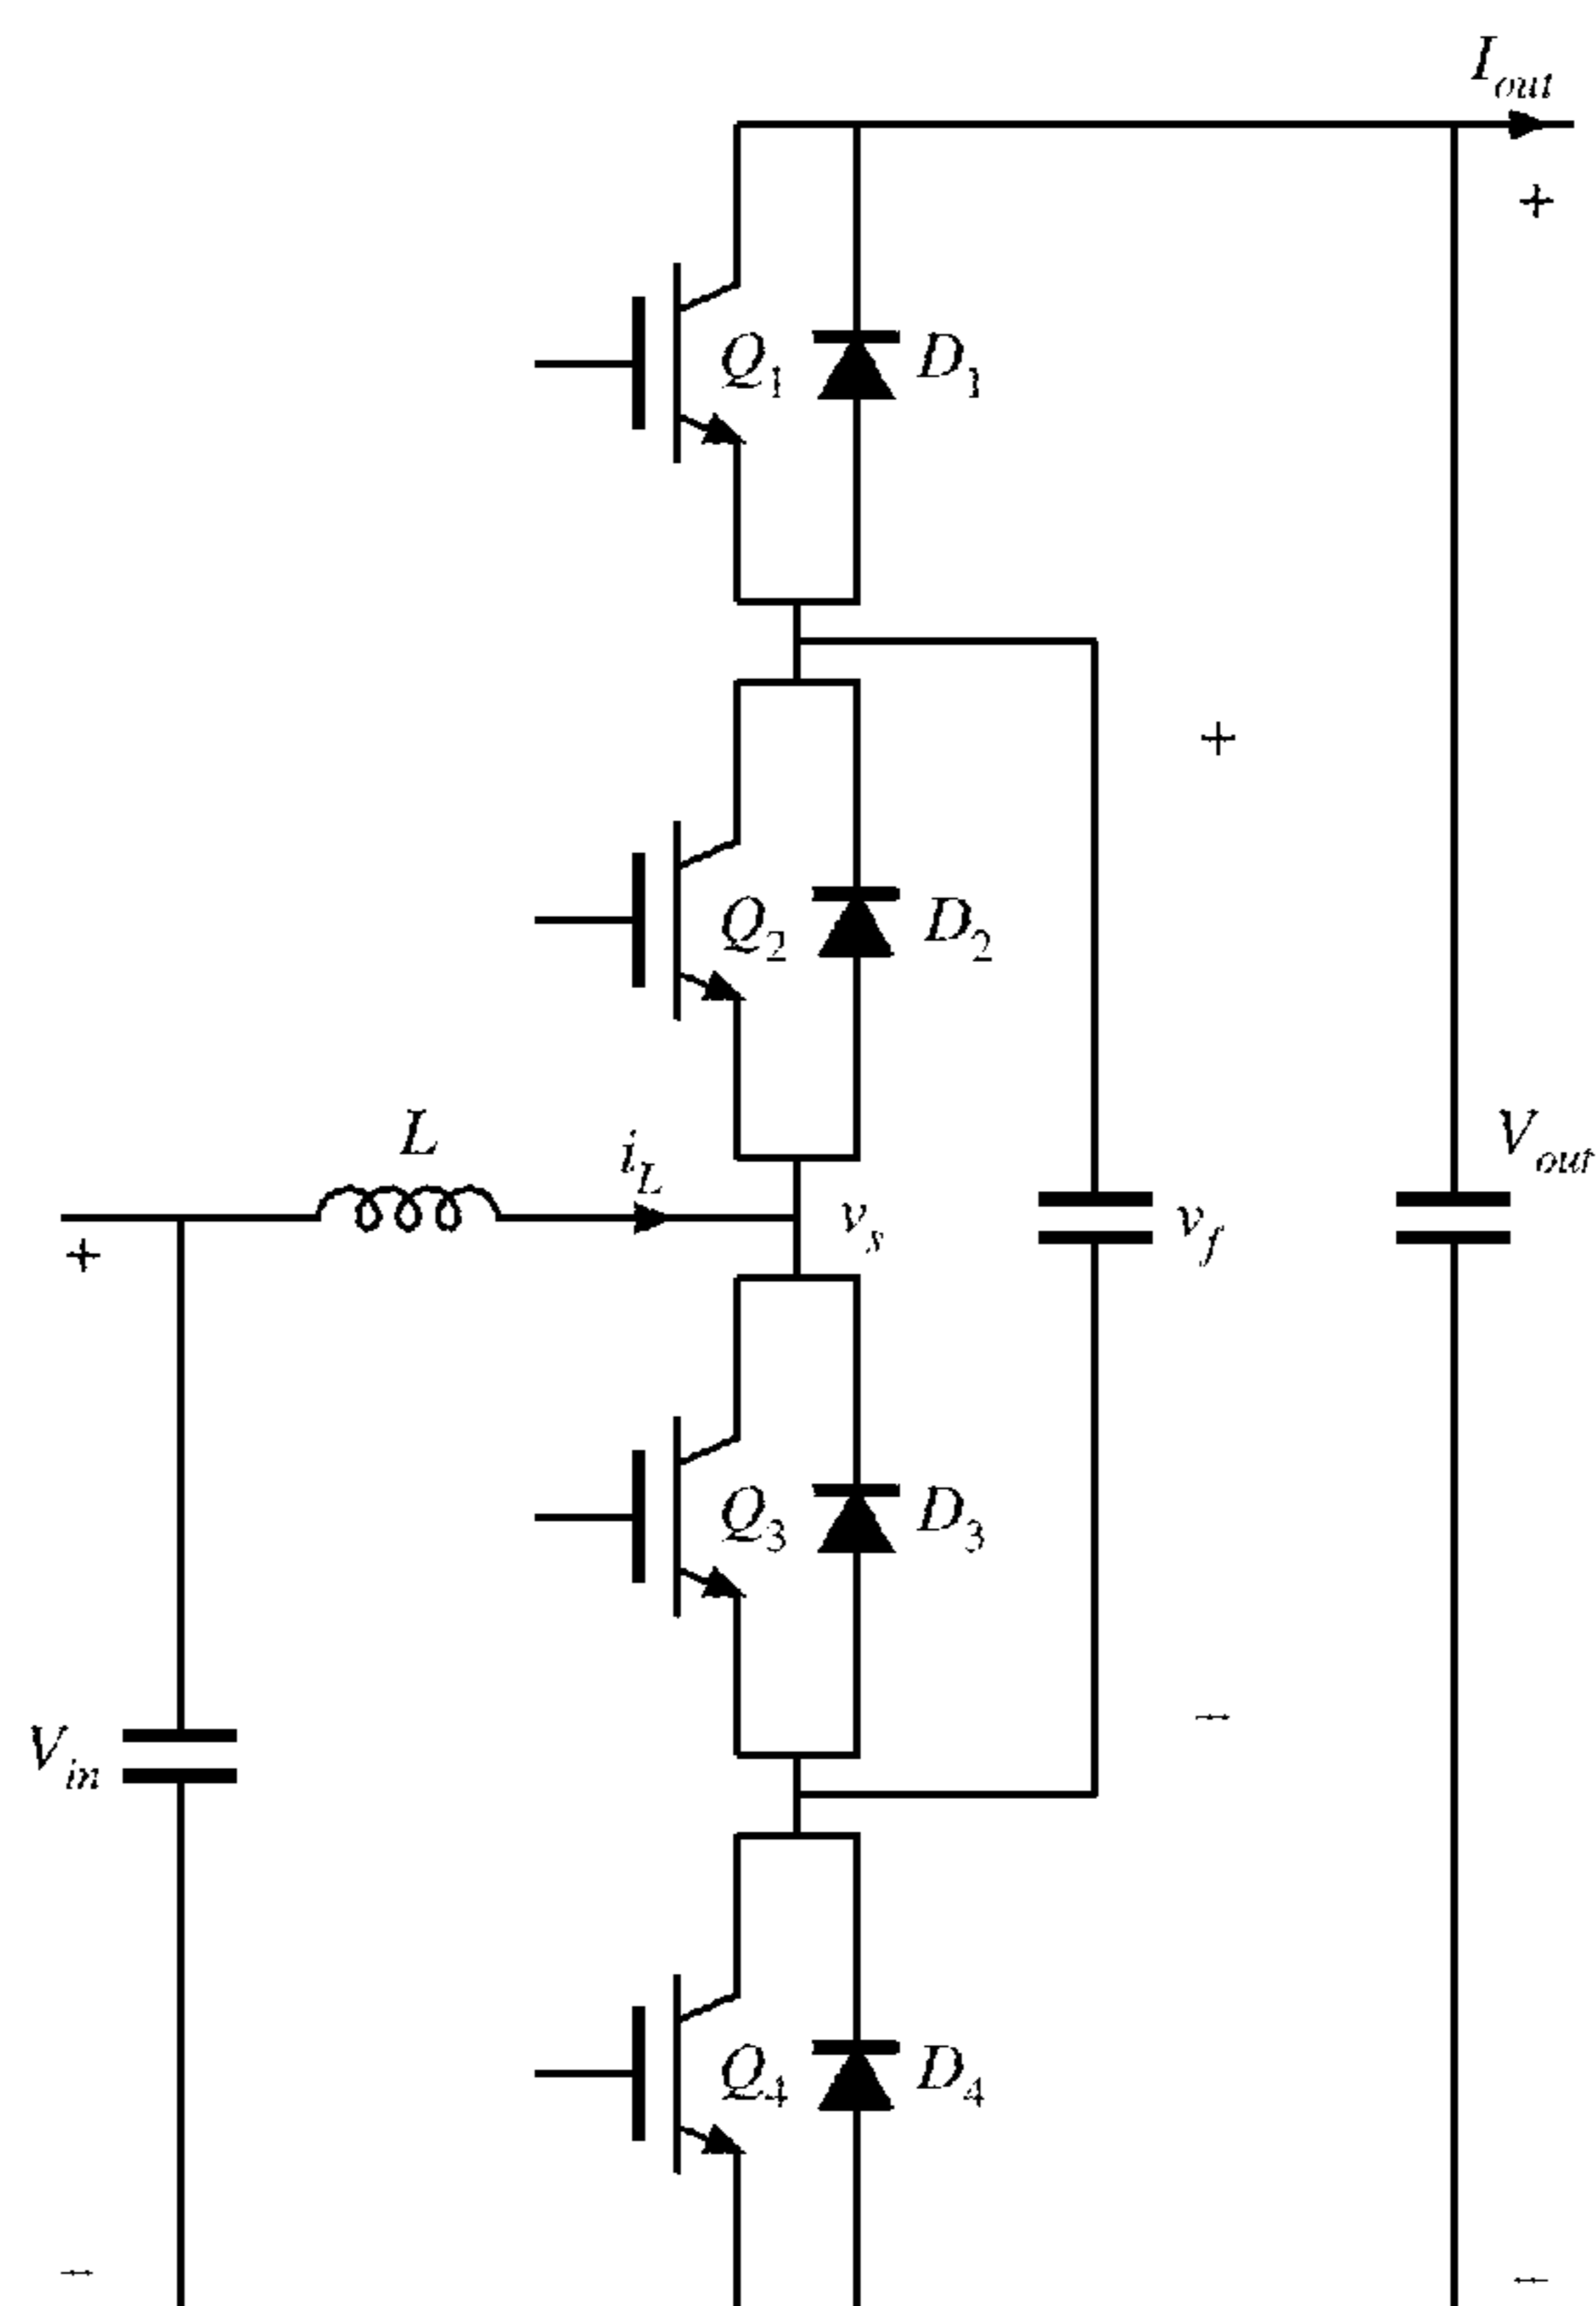 I_out
+
Q_1 D_1
+
Q_2 D_2
L
i_L
v_s
v_f
V_out
+
Q_3 D_3
V_in
−
Q_4 D_4
−
−